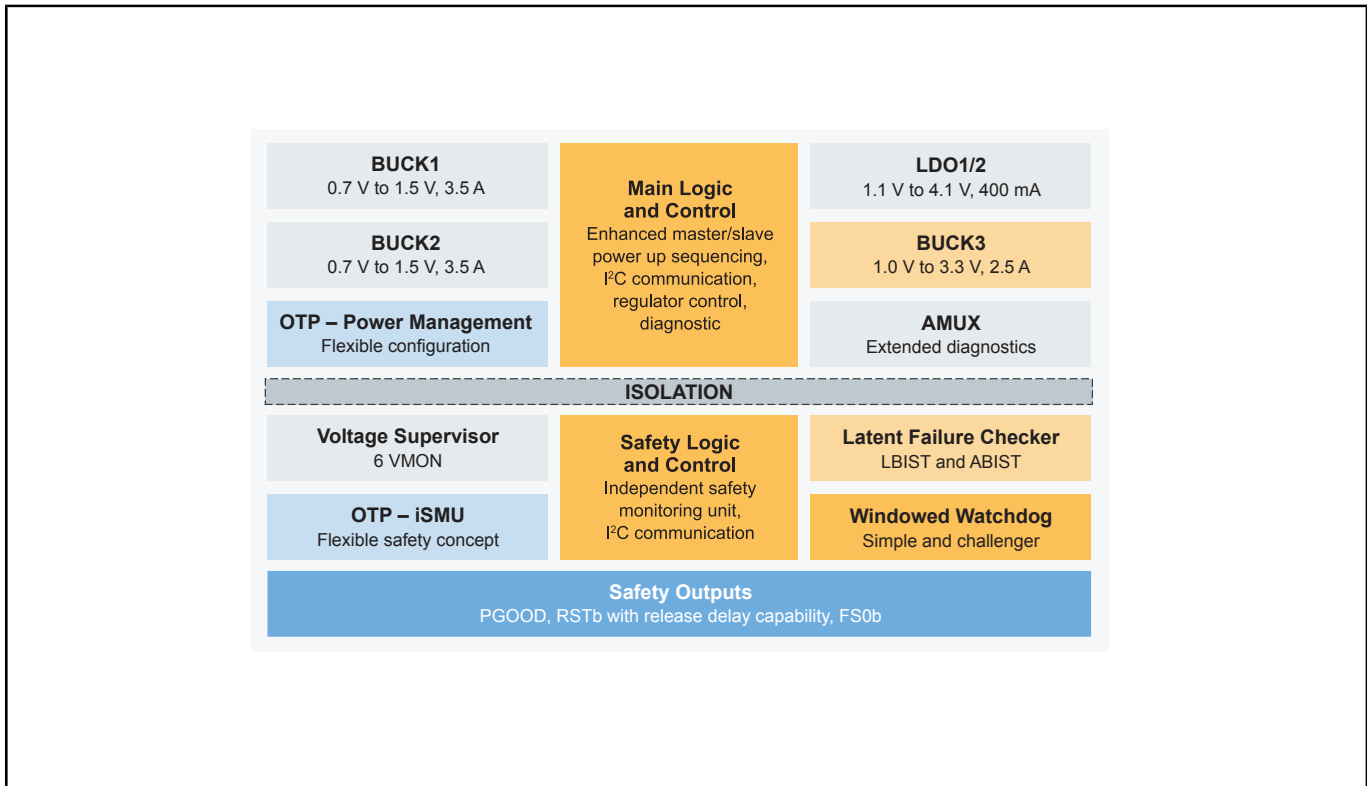 BUCK1
0.7 V to 1.5 V, 3.5 A
BUCK2
0.7 V to 1.5 V, 3.5 A
OTP – Power Management
Flexible configuration
Main Logic
and Control
Enhanced master/slave
power up sequencing,
I²C communication,
regulator control,
diagnostic
LDO1/2
1.1 V to 4.1 V, 400 mA
BUCK3
1.0 V to 3.3 V, 2.5 A
AMUX
Extended diagnostics
ISOLATION
Voltage Supervisor
6 VMON
OTP – iSMU
Flexible safety concept
Safety Logic
and Control
Independent safety
monitoring unit,
I²C communication
Latent Failure Checker
LBIST and ABIST
Windowed Watchdog
Simple and challenger
Safety Outputs
PGOOD, RSTb with release delay capability, FS0b